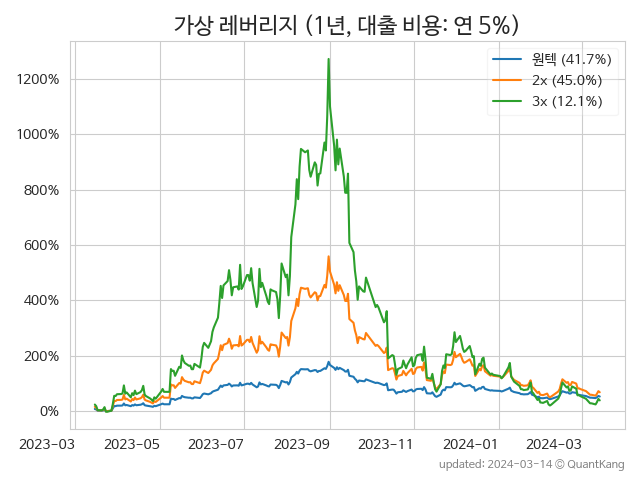 가상 레버리지 (1년, 대출 비용: 연 5%)
원텍 (41.7%)
2x (45.0%)
3x (12.1%)
1200%
1000%
800%
600%
400%
200%
0%
2023-03 2023-05 2023-07 2023-09 2023-11 2024-01 2024-03
updated: 2024-03-14 © QuantKang